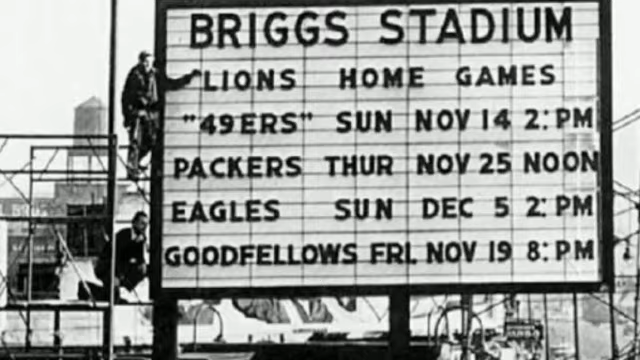 BRIGGS STADIUM
"LIONS HOME GAMES
"49ERS" SUN NOV 14 2:PM
PACKERS THUR NOV 25 NOON
EAGLES SUN DEC 5 2:PM
GOODFELLOWS FRI. NOV 19 8:PM